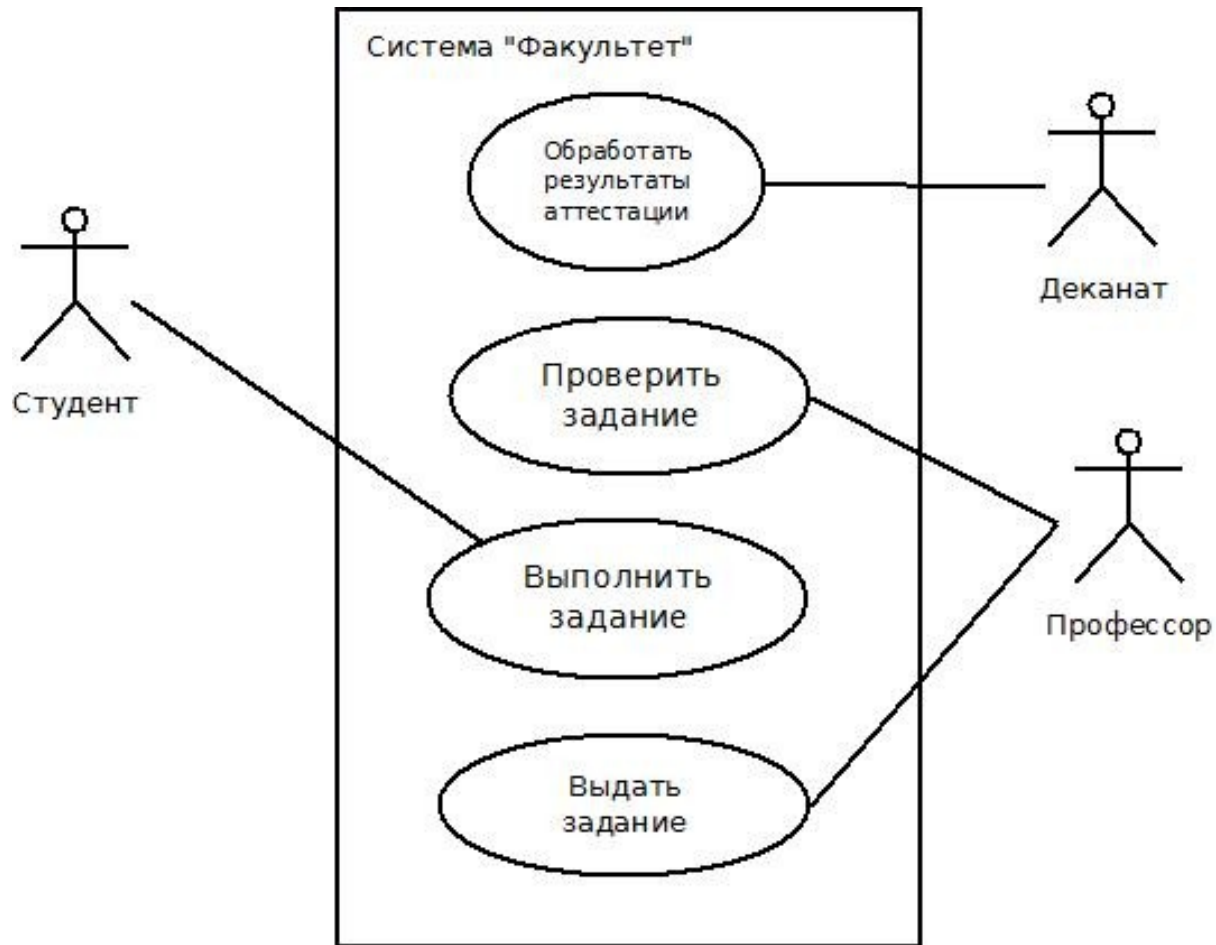 Система "Факультет"
Обработать
результаты
аттестации
Деканат
Проверить
задание
Студент
Выполнить
задание
Профессор
Выдать
задание